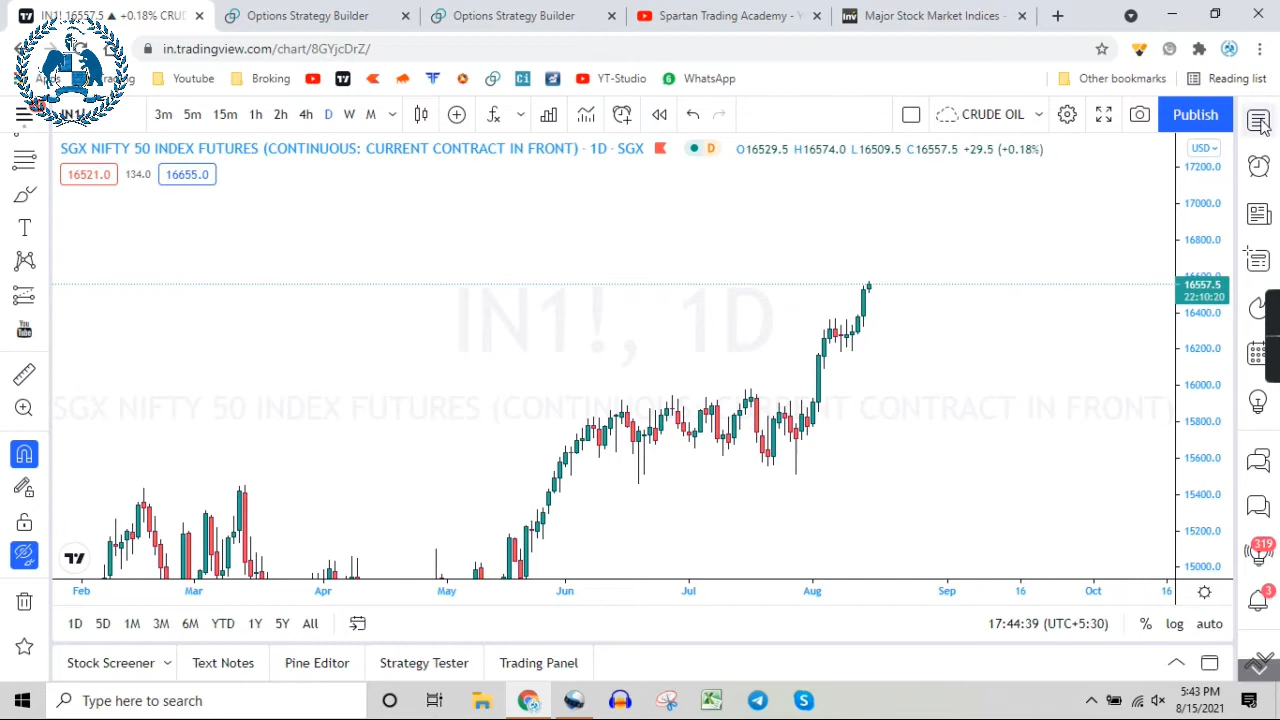 IN1! 16557.5 ▲ +0.18% CRUD
Options Strategy Builder
Options Strategy Builder
Spartan Trading Academy - Y
Major Stock Market Indices -
in.tradingview.com/chart/8GYjcDrZ/
Apps
Trading
Youtube
Broking
YT-Studio
WhatsApp
Other bookmarks
Reading list
IN1!
3m 5m 15m 1h 2h 4h D W M
CRUDE OIL
Publish
SGX NIFTY 50 INDEX FUTURES (CONTINUOUS: CURRENT CONTRACT IN FRONT) · 1D · SGX
D
O16529.5 H16574.0 L16509.5 C16557.5 +29.5 (+0.18%)
USD
16521.0 134.0 16655.0
17200.0
17000.0
16800.0
16600.0
16557.5
22:10:20
16400.0
16200.0
16000.0
15800.0
15600.0
15400.0
15200.0
15000.0
IN1!, 1D
SGX NIFTY 50 INDEX FUTURES (CONTINUOUS: CURRENT CONTRACT IN FRONT)
You
Tube
319
3
Feb Mar Apr May Jun Jul Aug Sep 16 Oct 16
1D 5D 1M 3M 6M YTD 1Y 5Y All
17:44:39 (UTC+5:30) % log auto
Stock Screener Text Notes Pine Editor Strategy Tester Trading Panel
Type here to search
5:43 PM
8/15/2021